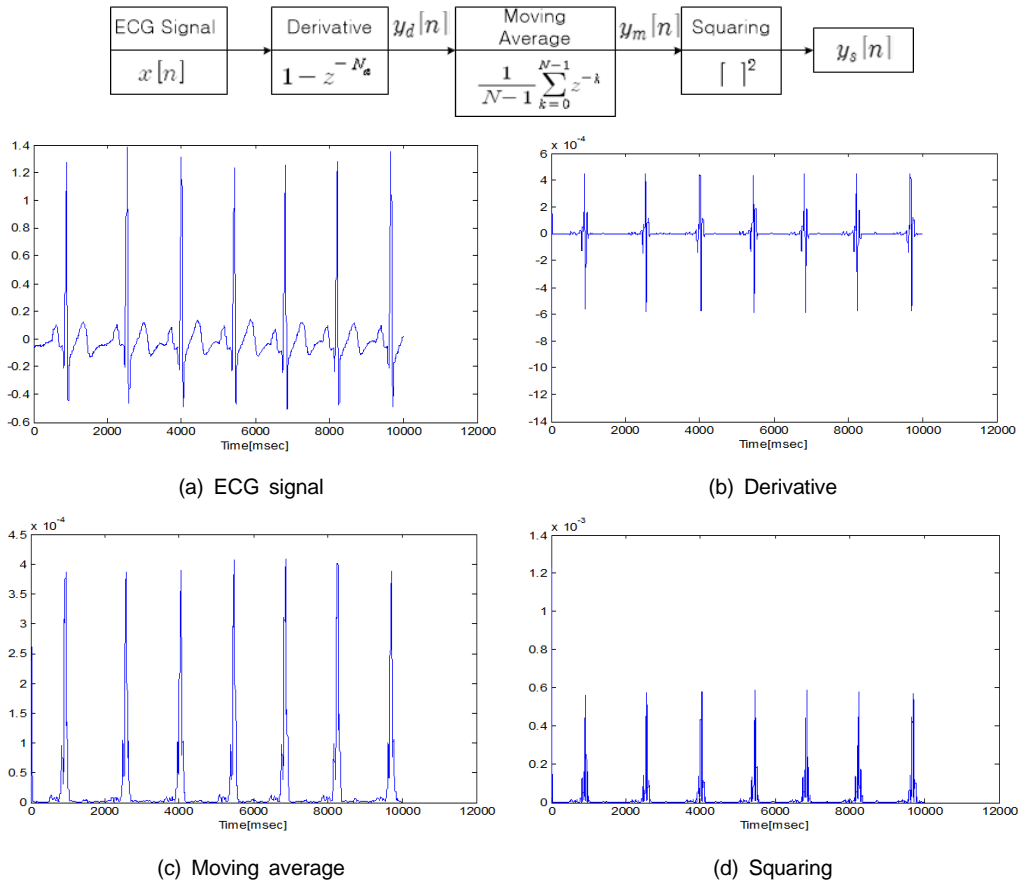 ECG Signal
x[n]
Derivative
1 − z^{−N_a}
y_d[n]
Moving
Average
\frac{1}{N−1} \sum_{k=0}^{N−1} z^{−k}
y_m[n]
Squaring
[ ]^2
y_s[n]
1.4
1.2
1
0.8
0.6
0.4
0.2
0
-0.2
-0.4
-0.6
0 2000 4000 6000 8000 10000 12000
Time[msec]
(a) ECG signal
x 10^{-4}
6
4
2
0
-2
-4
-6
-8
-10
-12
-14
0 2000 4000 6000 8000 10000 12000
Time[msec]
(b) Derivative
x 10^{-4}
4.5
4
3.5
3
2.5
2
1.5
1
0.5
0
0 2000 4000 6000 8000 10000 12000
Time[msec]
(c) Moving average
x 10^{-3}
1.4
1.2
1
0.8
0.6
0.4
0.2
0
0 2000 4000 6000 8000 10000 12000
Time[msec]
(d) Squaring